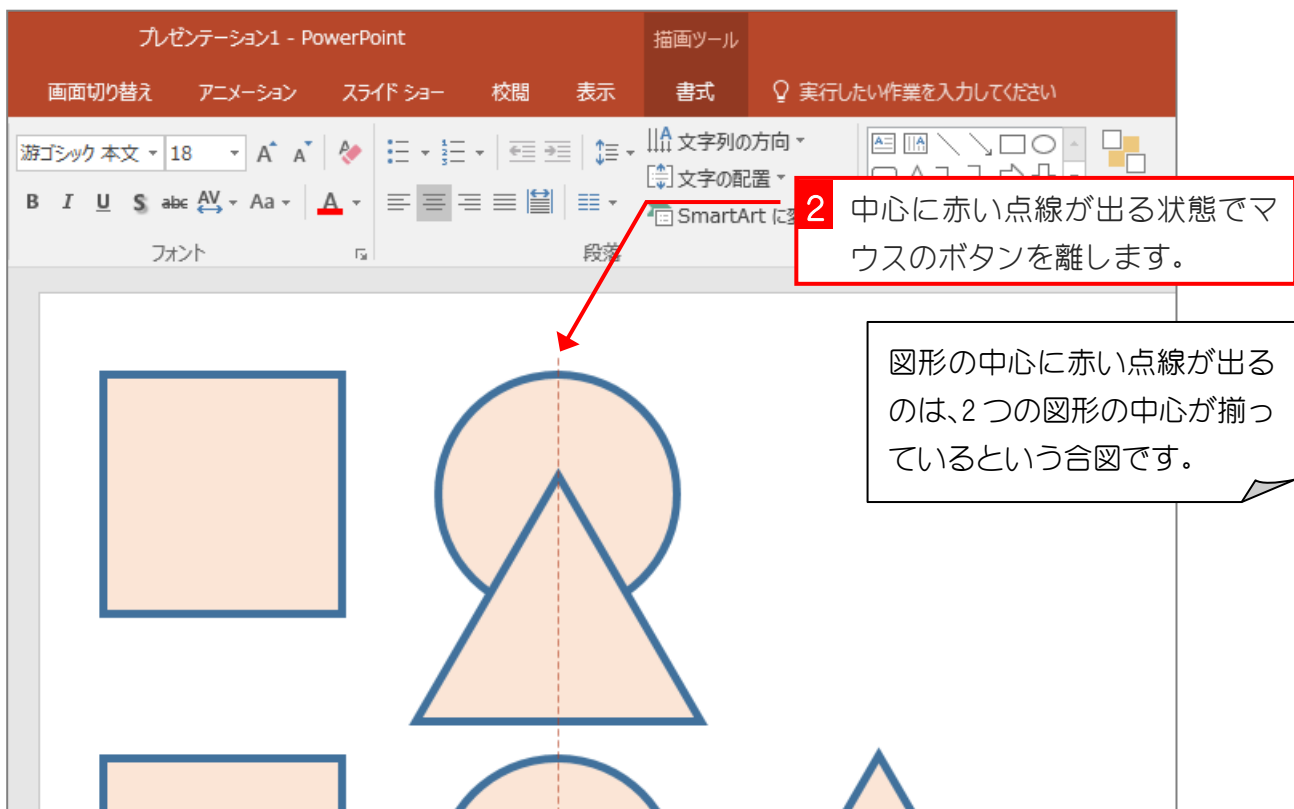 プレゼンテーション1 - PowerPoint
描画ツール
画面切り替え アニメーション スライド ショー 校閲 表示 書式 実行したい作業を入力してください
游ゴシック 本文 18 A A
文字列の方向
文字の配置
B I U S abc AV Aa A
SmartArt に
フォント
段落
2 中心に赤い点線が出る状態でマ
ウスのボタンを離します。
図形の中心に赤い点線が出る
のは、2つの図形の中心が揃っ
ているという合図です。